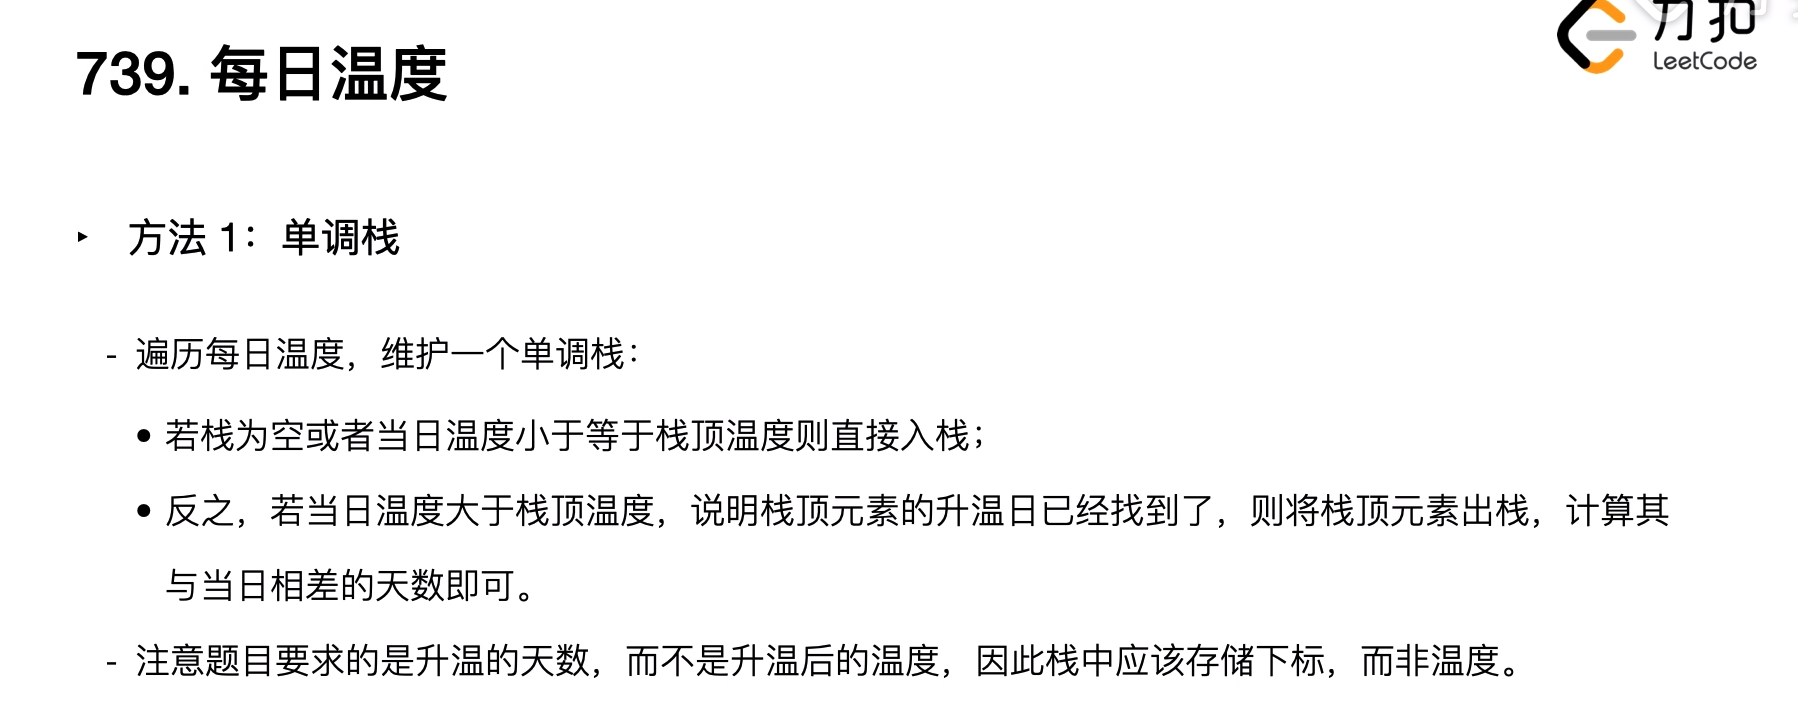 力扣
LeetCode
739. 每日温度
‣ 方法 1：单调栈
- 遍历每日温度，维护一个单调栈：
• 若栈为空或者当日温度小于等于栈顶温度则直接入栈；
• 反之，若当日温度大于栈顶温度，说明栈顶元素的升温日已经找到了，则将栈顶元素出栈，计算其
与当日相差的天数即可。
- 注意题目要求的是升温的天数，而不是升温后的温度，因此栈中应该存储下标，而非温度。